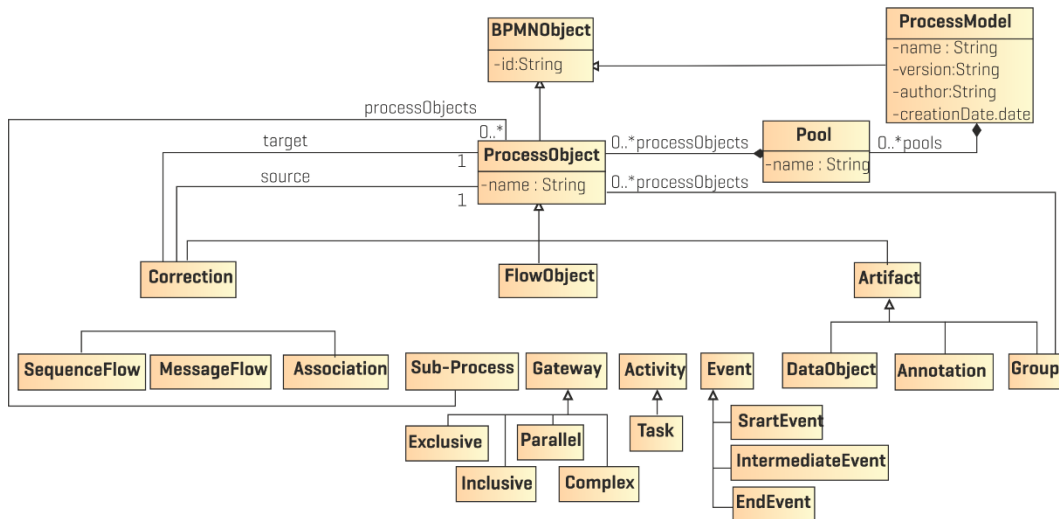 BPMNObject
-id:String
ProcessModel
-name : String
-version:String
-author:String
-creationDate.date
processObjects
0..*
target
1
source
1
ProcessObject
-name : String
0..*processObjects
Pool
-name : String
0..*pools
0..*processObjects
Correction
FlowObject
Artifact
SequenceFlow
MessageFlow
Association
Sub-Process
Gateway
Activity
Event
DataObject
Annotation
Group
Exclusive
Parallel
Inclusive
Complex
Task
SrartEvent
IntermediateEvent
EndEvent